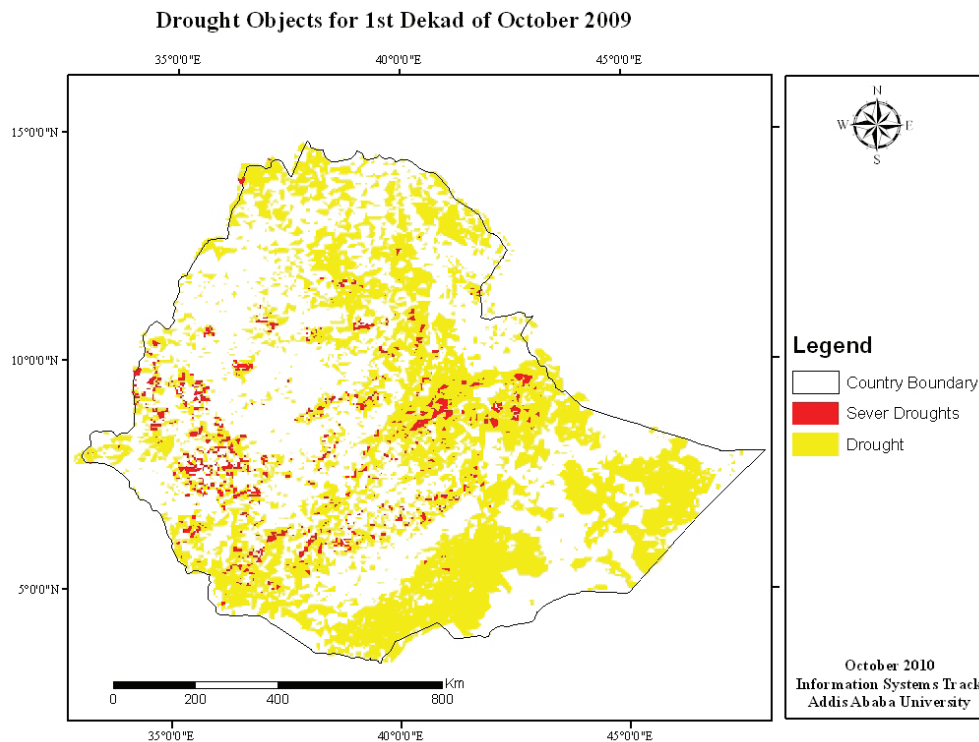 Drought Objects for 1st Dekad of October 2009
35°0'0"E 40°0'0"E 45°0'0"E
15°0'0"N
10°0'0"N
5°0'0"N
N
W E
S
Legend
Country Boundary
Sever Droughts
Drought
0 200 400 800 Km
October 2010
Information Systems Track
Addis Ababa University
35°0'0"E 40°0'0"E 45°0'0"E